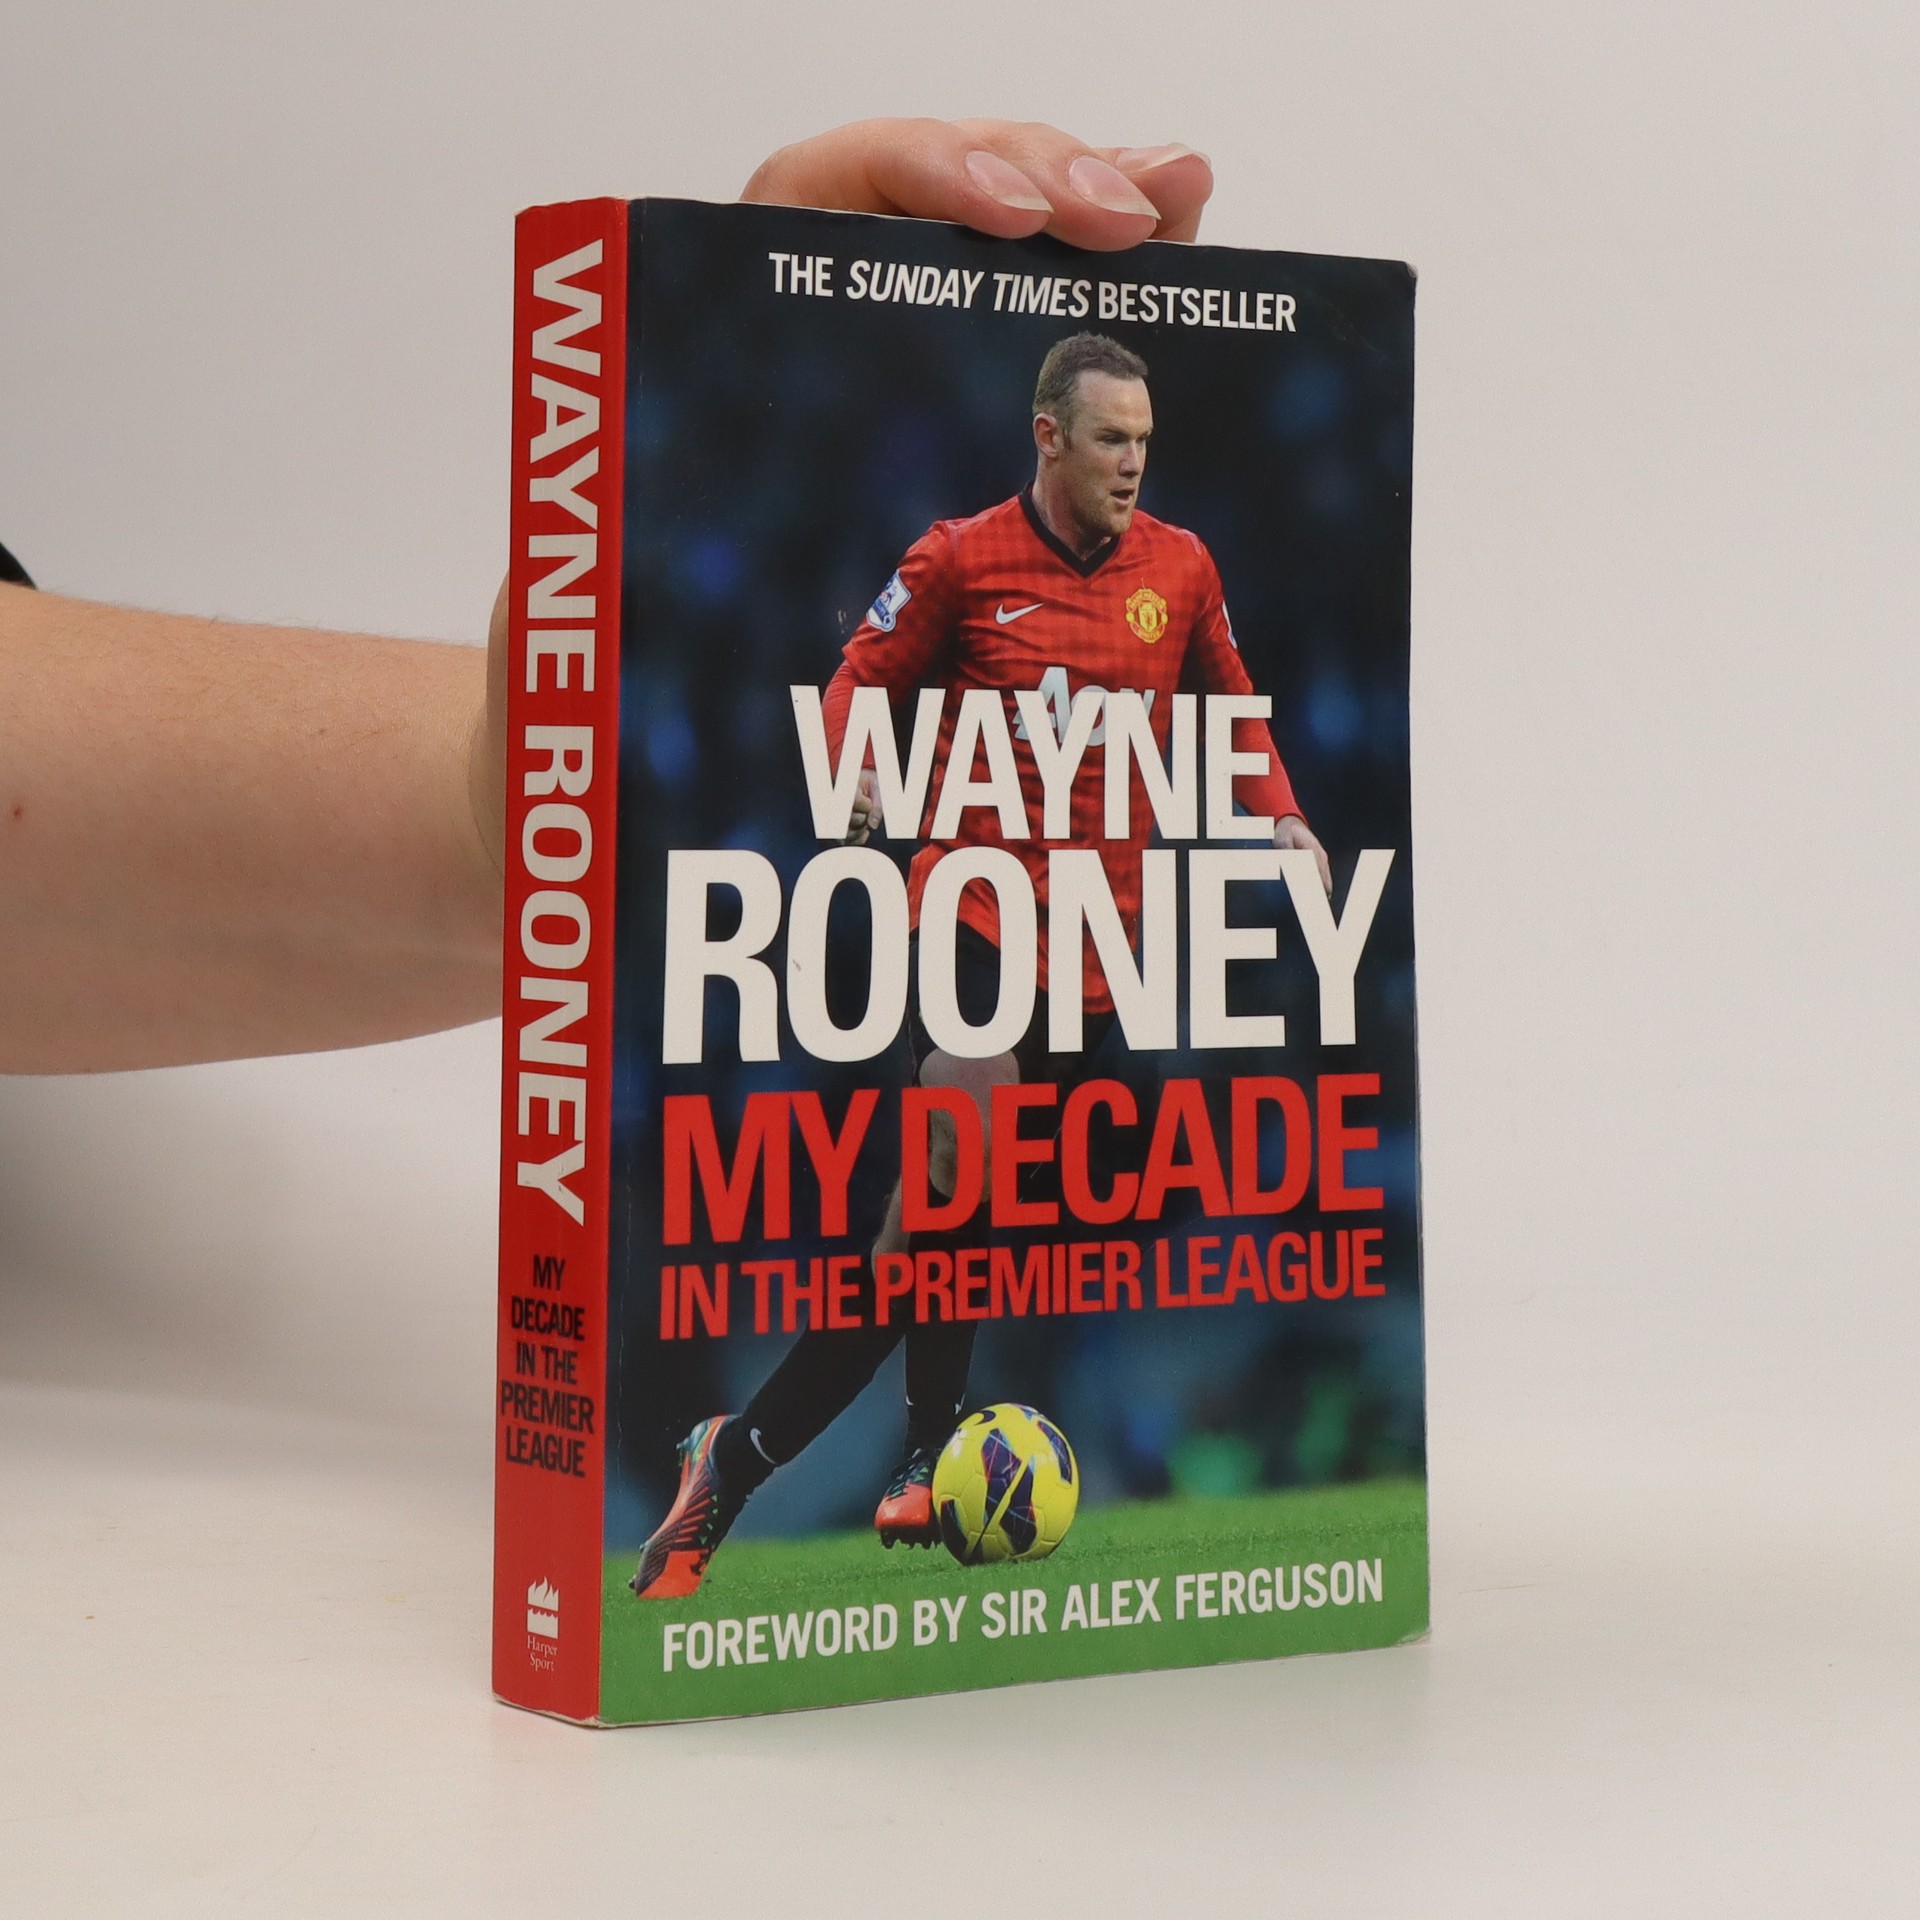 THE SUNDAY TIMES BESTSELLER
WAYNE
ROONEY
MY DECADE
IN THE PREMIER LEAGUE
FOREWORD BY SIR ALEX FERGUSON
WAYNE ROONEY
MY
DECADE
IN THE
PREMIER
LEAGUE
Harper
Sport